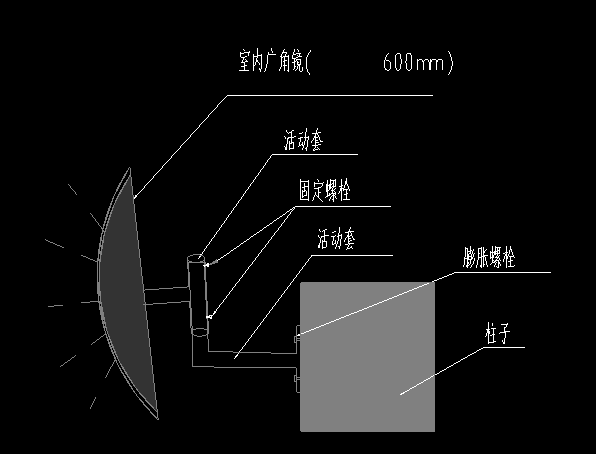 室内广角镜( 600mm)
活动套
固定螺栓
活动套
膨胀螺栓
柱子